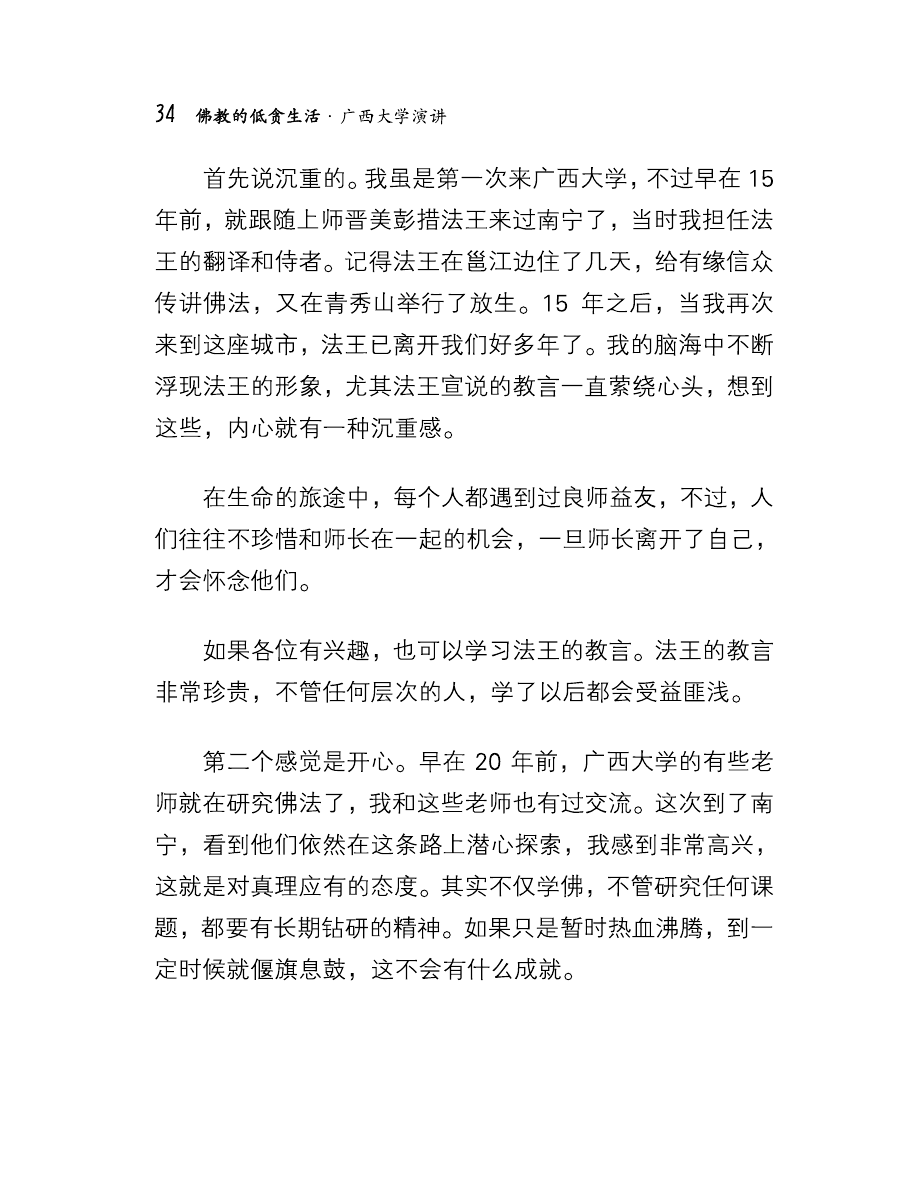 34 佛教的低贪生活·广西大学演讲
首先说沉重的。我虽是第一次来广西大学，不过早在 15
年前，就跟随上师晋美彭措法王来过南宁了，当时我担任法
王的翻译和侍者。记得法王在邕江边住了几天，给有缘信众
传讲佛法，又在青秀山举行了放生。15 年之后，当我再次
来到这座城市，法王已离开我们好多年了。我的脑海中不断
浮现法王的形象，尤其法王宣说的教言一直萦绕心头，想到
这些，内心就有一种沉重感。
在生命的旅途中，每个人都遇到过良师益友，不过，人
们往往不珍惜和师长在一起的机会，一旦师长离开了自己，
才会怀念他们。
如果各位有兴趣，也可以学习法王的教言。法王的教言
非常珍贵，不管任何层次的人，学了以后都会受益匪浅。
第二个感觉是开心。早在 20 年前，广西大学的有些老
师就在研究佛法了，我和这些老师也有过交流。这次到了南
宁，看到他们依然在这条路上潜心探索，我感到非常高兴，
这就是对真理应有的态度。其实不仅学佛，不管研究任何课
题，都要有长期钻研的精神。如果只是暂时热血沸腾，到一
定时候就偃旗息鼓，这不会有什么成就。